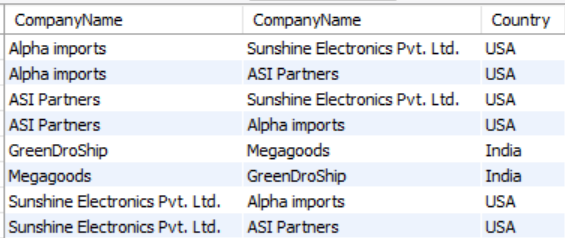 CompanyName CompanyName Country
Alpha imports Sunshine Electronics Pvt. Ltd. USA
Alpha imports ASI Partners USA
ASI Partners Sunshine Electronics Pvt. Ltd. USA
ASI Partners Alpha imports USA
GreenDroShip Megagoods India
Megagoods GreenDroShip India
Sunshine Electronics Pvt. Ltd. Alpha imports USA
Sunshine Electronics Pvt. Ltd. ASI Partners USA